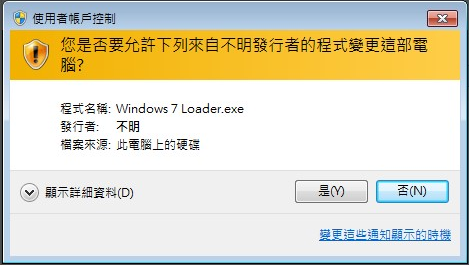 使用者帳戶控制
您是否要允許下列來自不明發行者的程式變更這部電
腦?
程式名稱: Windows 7 Loader.exe
發行者: 不明
檔案來源: 此電腦上的硬碟
顯示詳細資料(D) 是(Y) 否(N)
變更這些通知顯示的時機